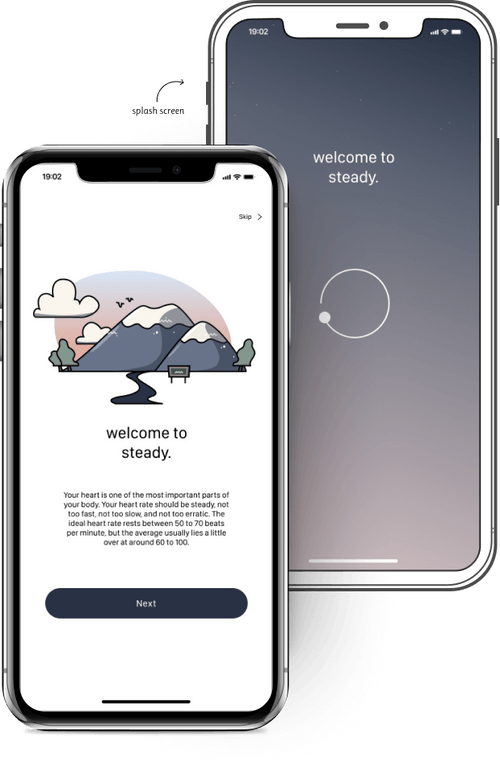 19:02
welcome to
steady.
splash screen
19:02
Skip
welcome to
steady.
Your heart is one of the most important parts of
your body. Your heart rate should be steady, not
too fast, not too slow, and not too erratic. The
ideal heart rate rests between 50 to 70 beats
per minute, but the average usually lies a little
over at around 60 to 100.
Next